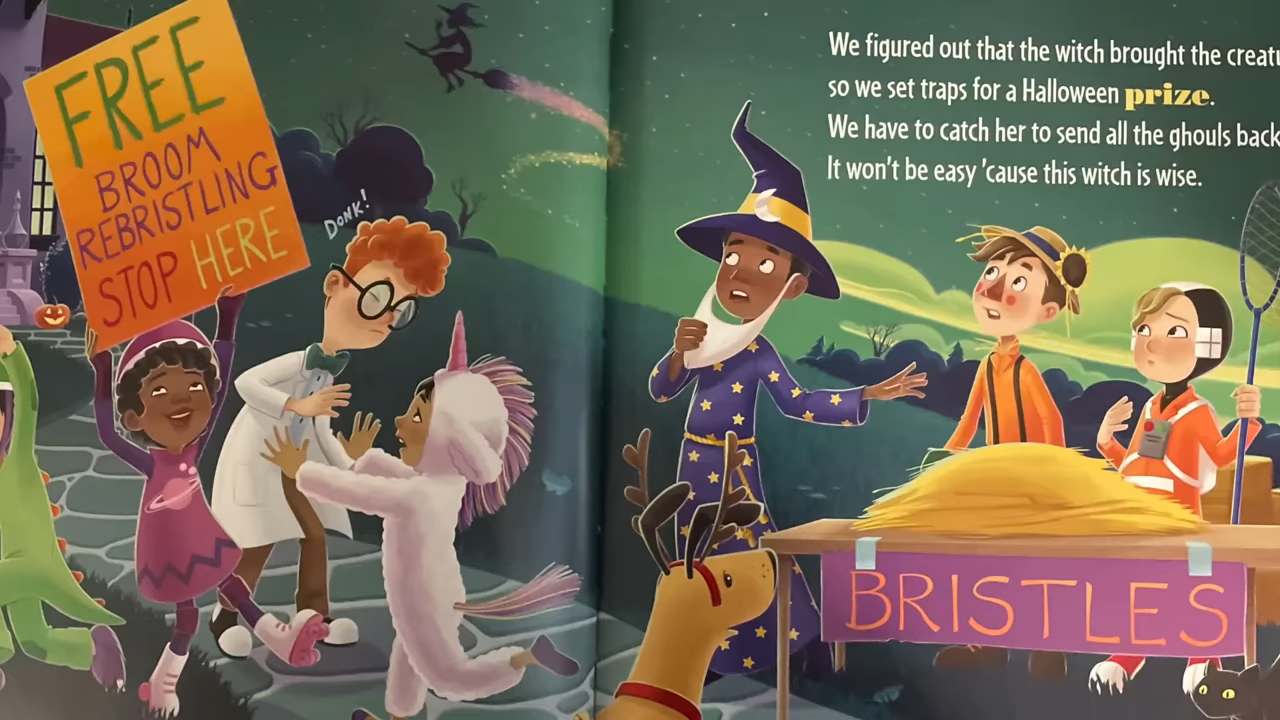 FREE
BROOM
REBRISTLING
STOP HERE
DONK!
We figured out that the witch brought the
so we set traps for a Halloween prize.
We have to catch her to send all the ghouls back
It won't be easy 'cause this witch is wise.
BRISTLES